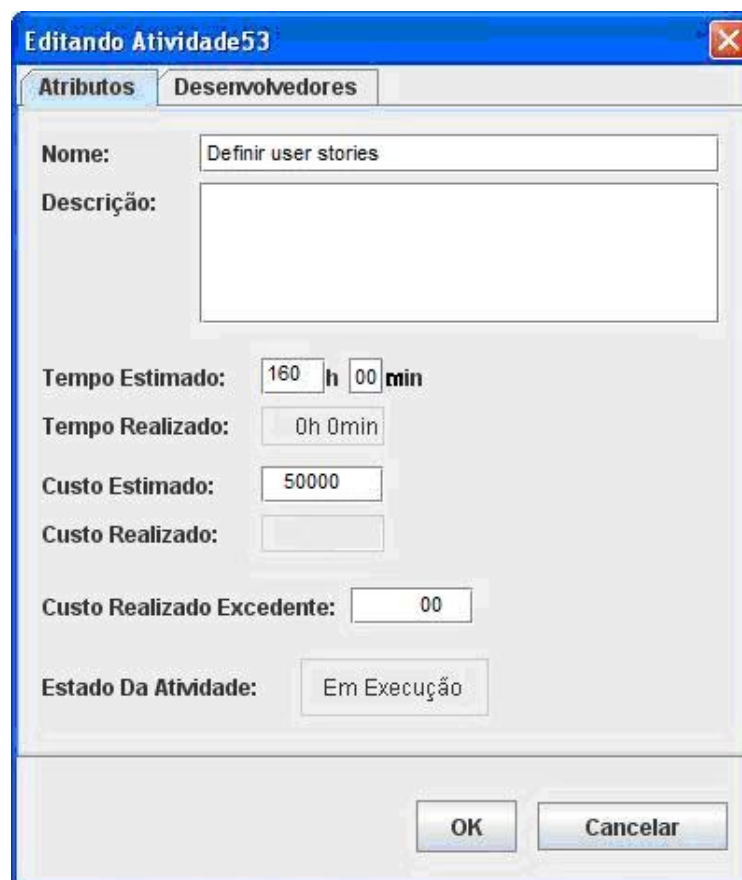 Editando Atividade53
Atributos Desenvolvedores
Nome: Definir user stories
Descrição:
Tempo Estimado: 160 h 00 min
Tempo Realizado: 0h 0min
Custo Estimado: 50000
Custo Realizado:
Custo Realizado Excedente: 00
Estado Da Atividade: Em Execução
OK Cancelar